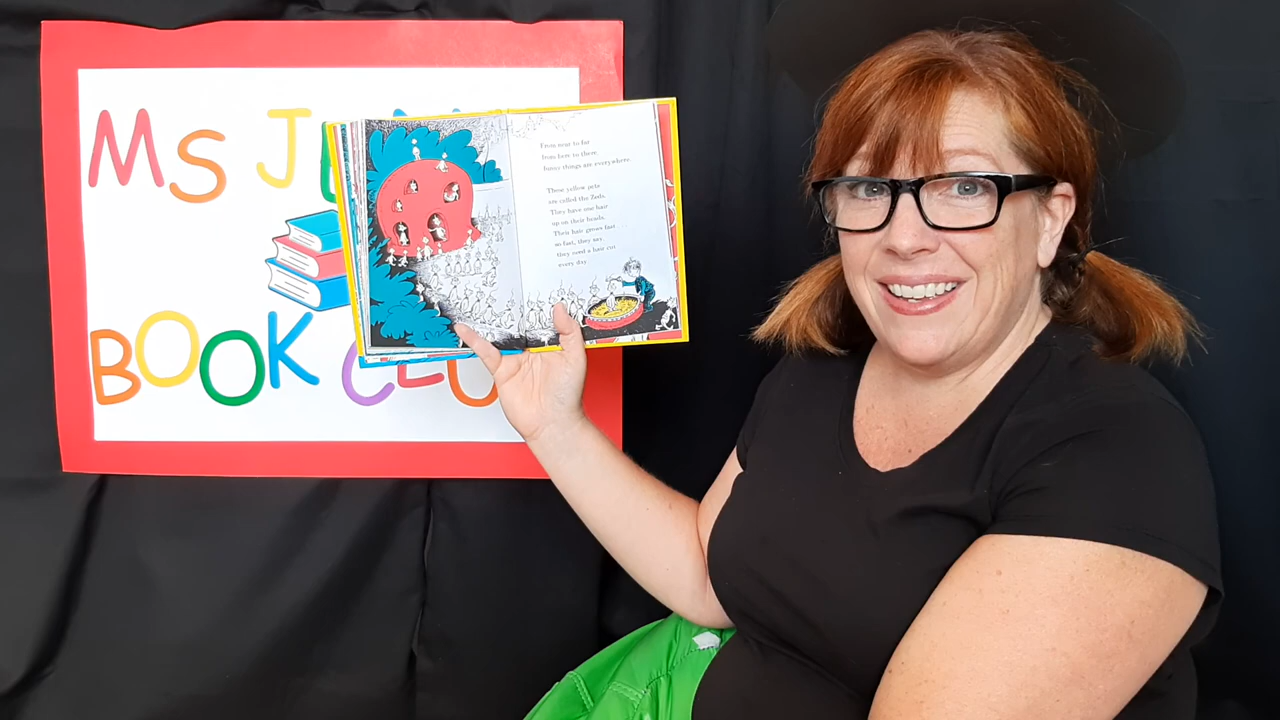 Ms J
From near to far
from here to there,
funny things are everywhere.
These yellow pets
are called the Zeds.
They have one hair
up on their heads.
Their hair grows fast . . .
so fast, they say,
they need a hair cut
every day.
BOOK CLU